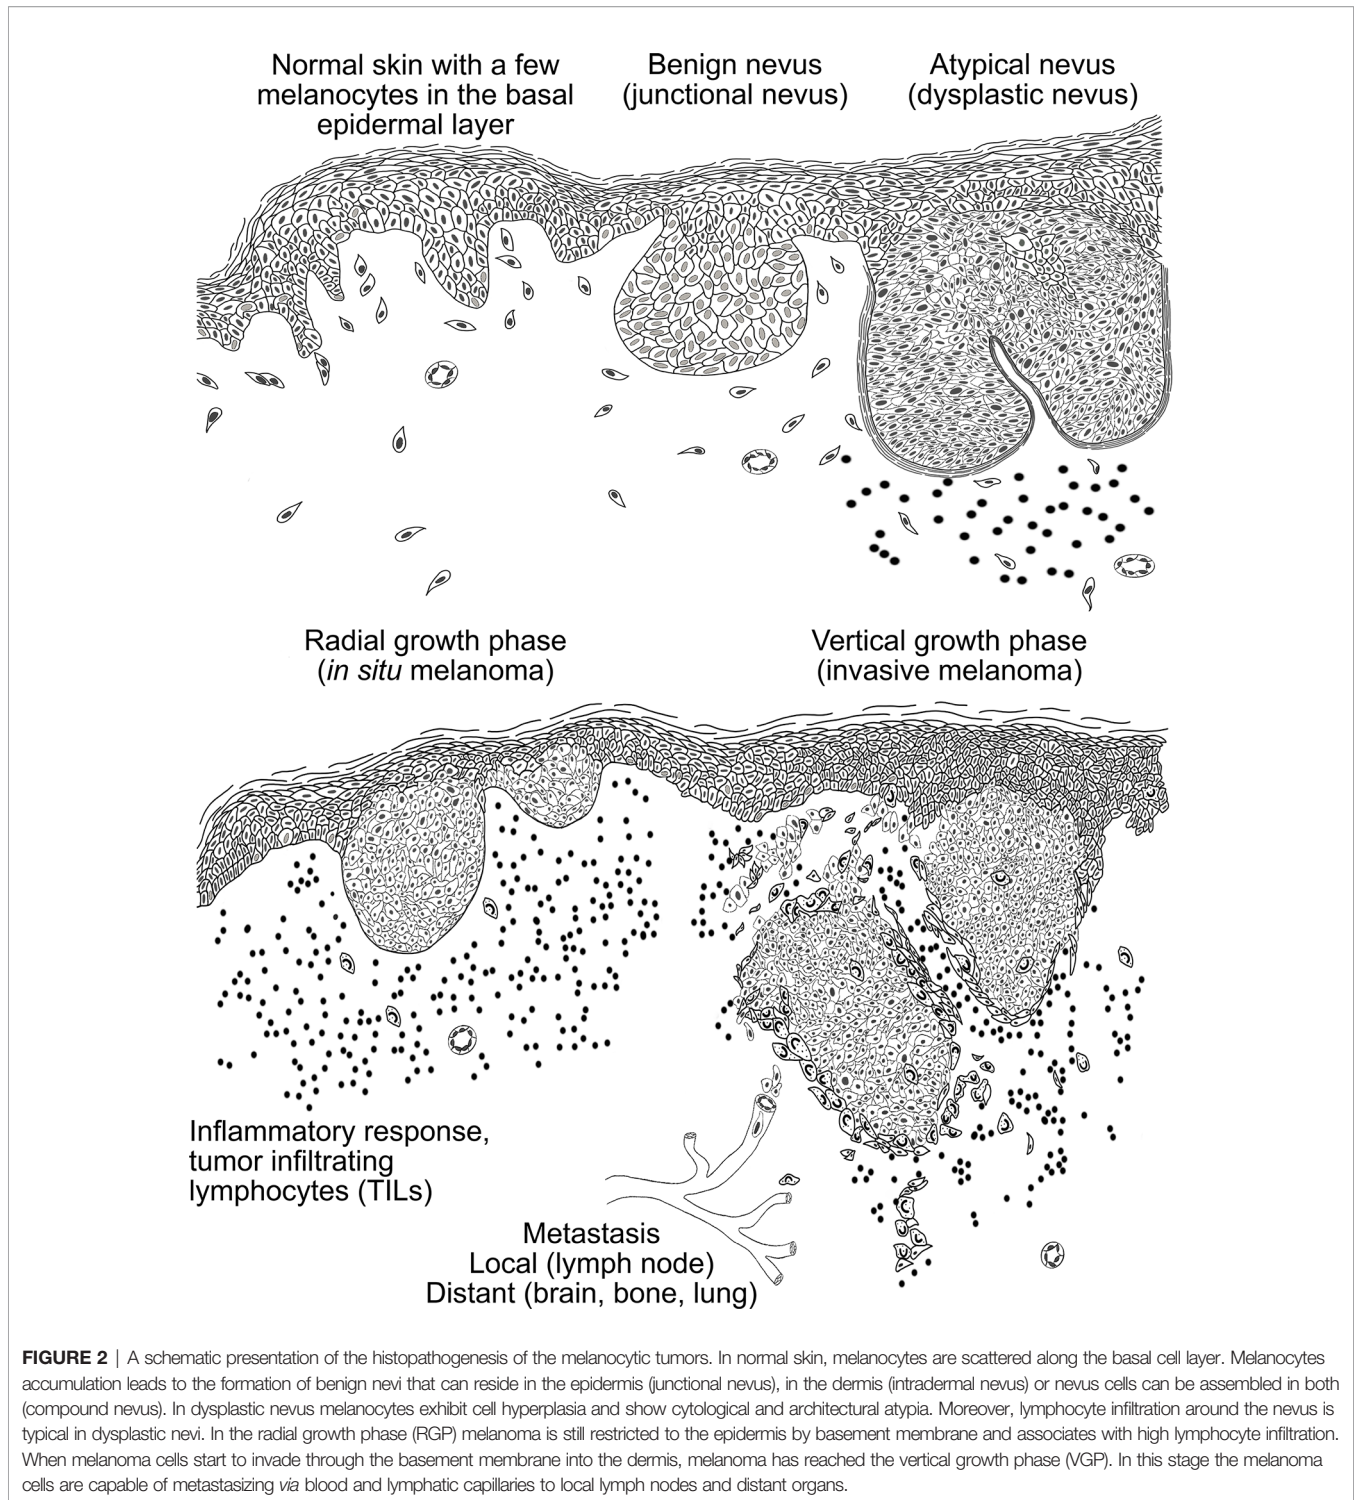 Normal skin with a few
melanocytes in the basal
epidermal layer
Benign nevus
(junctional nevus)
Atypical nevus
(dysplastic nevus)
Radial growth phase
(in situ melanoma)
Vertical growth phase
(invasive melanoma)
Inflammatory response,
tumor infiltrating
lymphocytes (TILs)
Metastasis
Local (lymph node)
Distant (brain, bone, lung)
FIGURE 2 | A schematic presentation of the histopathogenesis of the melanocytic tumors. In normal skin, melanocytes are scattered along the basal cell layer. Melanocytes
accumulation leads to the formation of benign nevi that can reside in the epidermis (junctional nevus), in the dermis (intradermal nevus) or nevus cells can be assembled in both
(compound nevus). In dysplastic nevus melanocytes exhibit cell hyperplasia and show cytological and architectural atypia. Moreover, lymphocyte infiltration around the nevus is
typical in dysplastic nevi. In the radial growth phase (RGP) melanoma is still restricted to the epidermis by basement membrane and associates with high lymphocyte infiltration.
When melanoma cells start to invade through the basement membrane into the dermis, melanoma has reached the vertical growth phase (VGP). In this stage the melanoma
cells are capable of metastasizing via blood and lymphatic capillaries to local lymph nodes and distant organs.